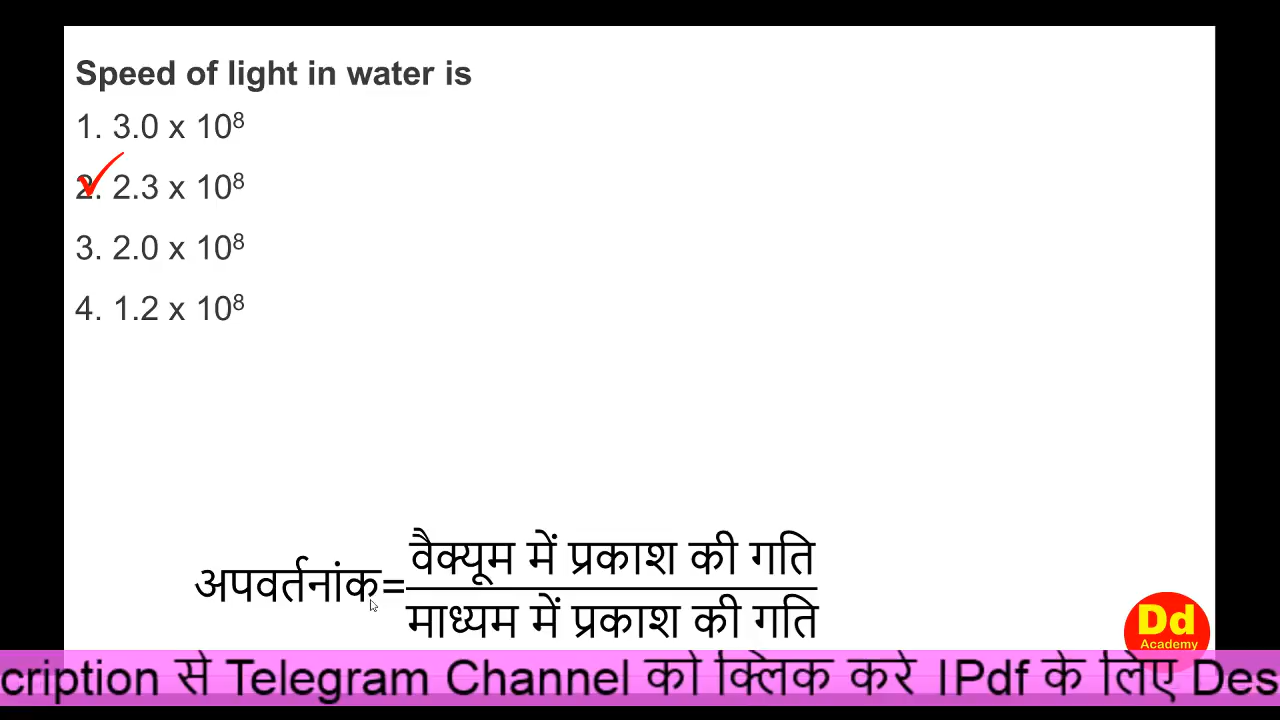 Speed of light in water is
1. 3.0 x 10⁸
2. 2.3 x 10⁸
3. 2.0 x 10⁸
4. 1.2 x 10⁸
अपवर्तनांक=
वैक्यूम में प्रकाश की गति
माध्यम में प्रकाश की गति
Dd
Academy
cription से Telegram Channel को क्लिक करे ।Pdf के लिए Des